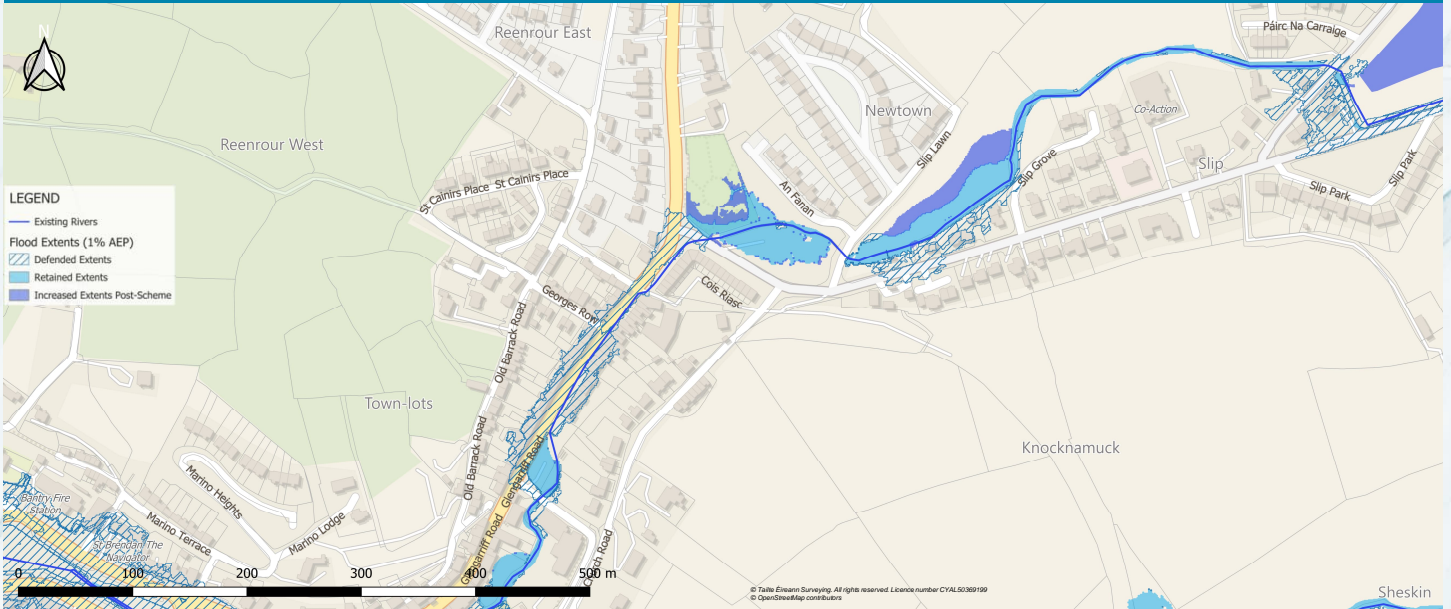 Reenrour East
Páirc Na Carraige
N
Newtown
Co-Action
Reenrour West
Slip Lawn
Slip
Slip Grove
St Cainirs Place
St Cainirs Place
An Fanan
Slip Park
Slip Park
LEGEND
Existing Rivers
Flood Extents (1% AEP)
Defended Extents
Retained Extents
Increased Extents Post-Scheme
Georges Row
Cois Riasc
Old Barrack Road
Town-lots
Old Barrack Road
Glengarriff Road
Knocknamuck
Marino Heights
Bantry Fire
Station
Marino Terrace
Marino Lodge
St Brendan The
Navigator
Glengarriff Road
Church Road
0 100 200 300 400 500 m
© Tailte Éireann Surveying. All rights reserved. Licence number CYAL50369199
© OpenStreetMap contributors
Sheskin